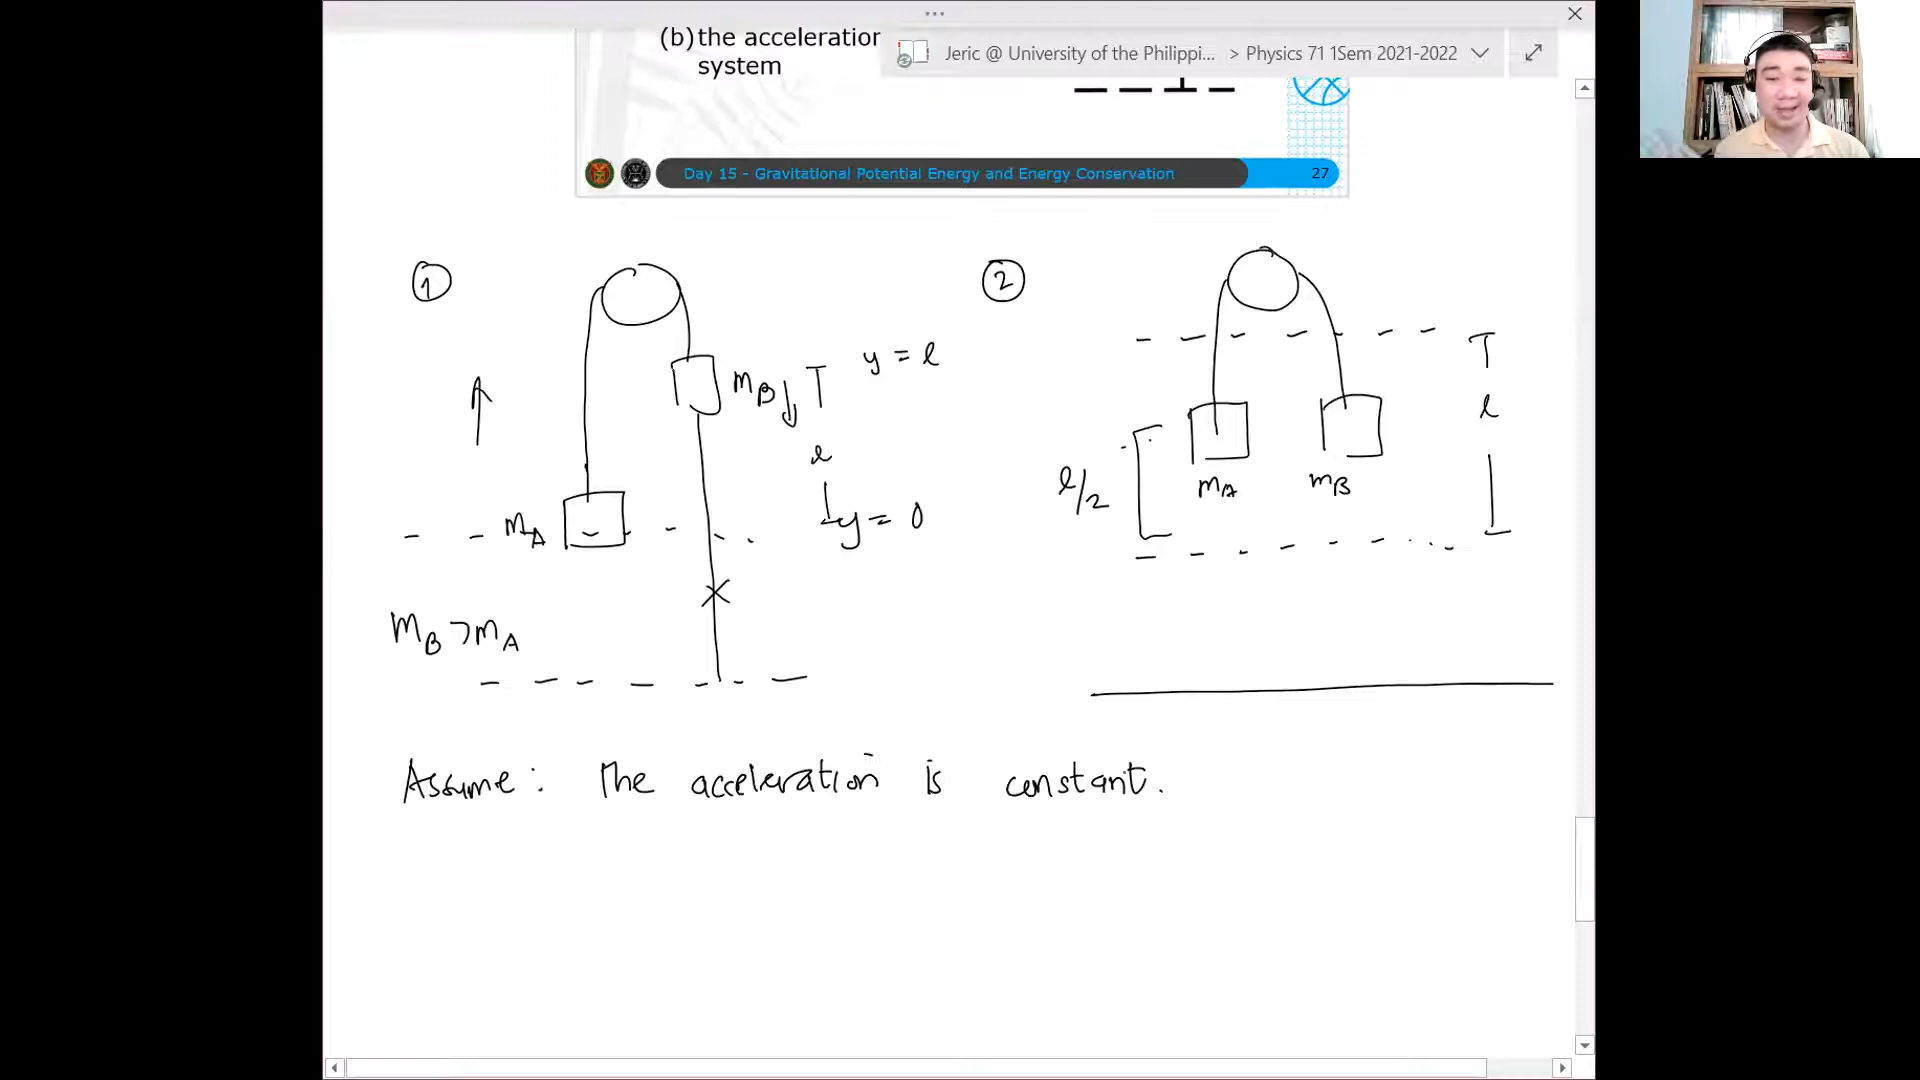 (b) the acceleration
system
Jeric @ University of the Philippi... > Physics 71 1Sem 2021-2022
Day 15 - Gravitational Potential Energy and Energy Conservation 27
1
2
y = l
mB
l
l
l/2
mA
mB
mA
y = 0
mB > mA
Assume: The acceleration is constant.